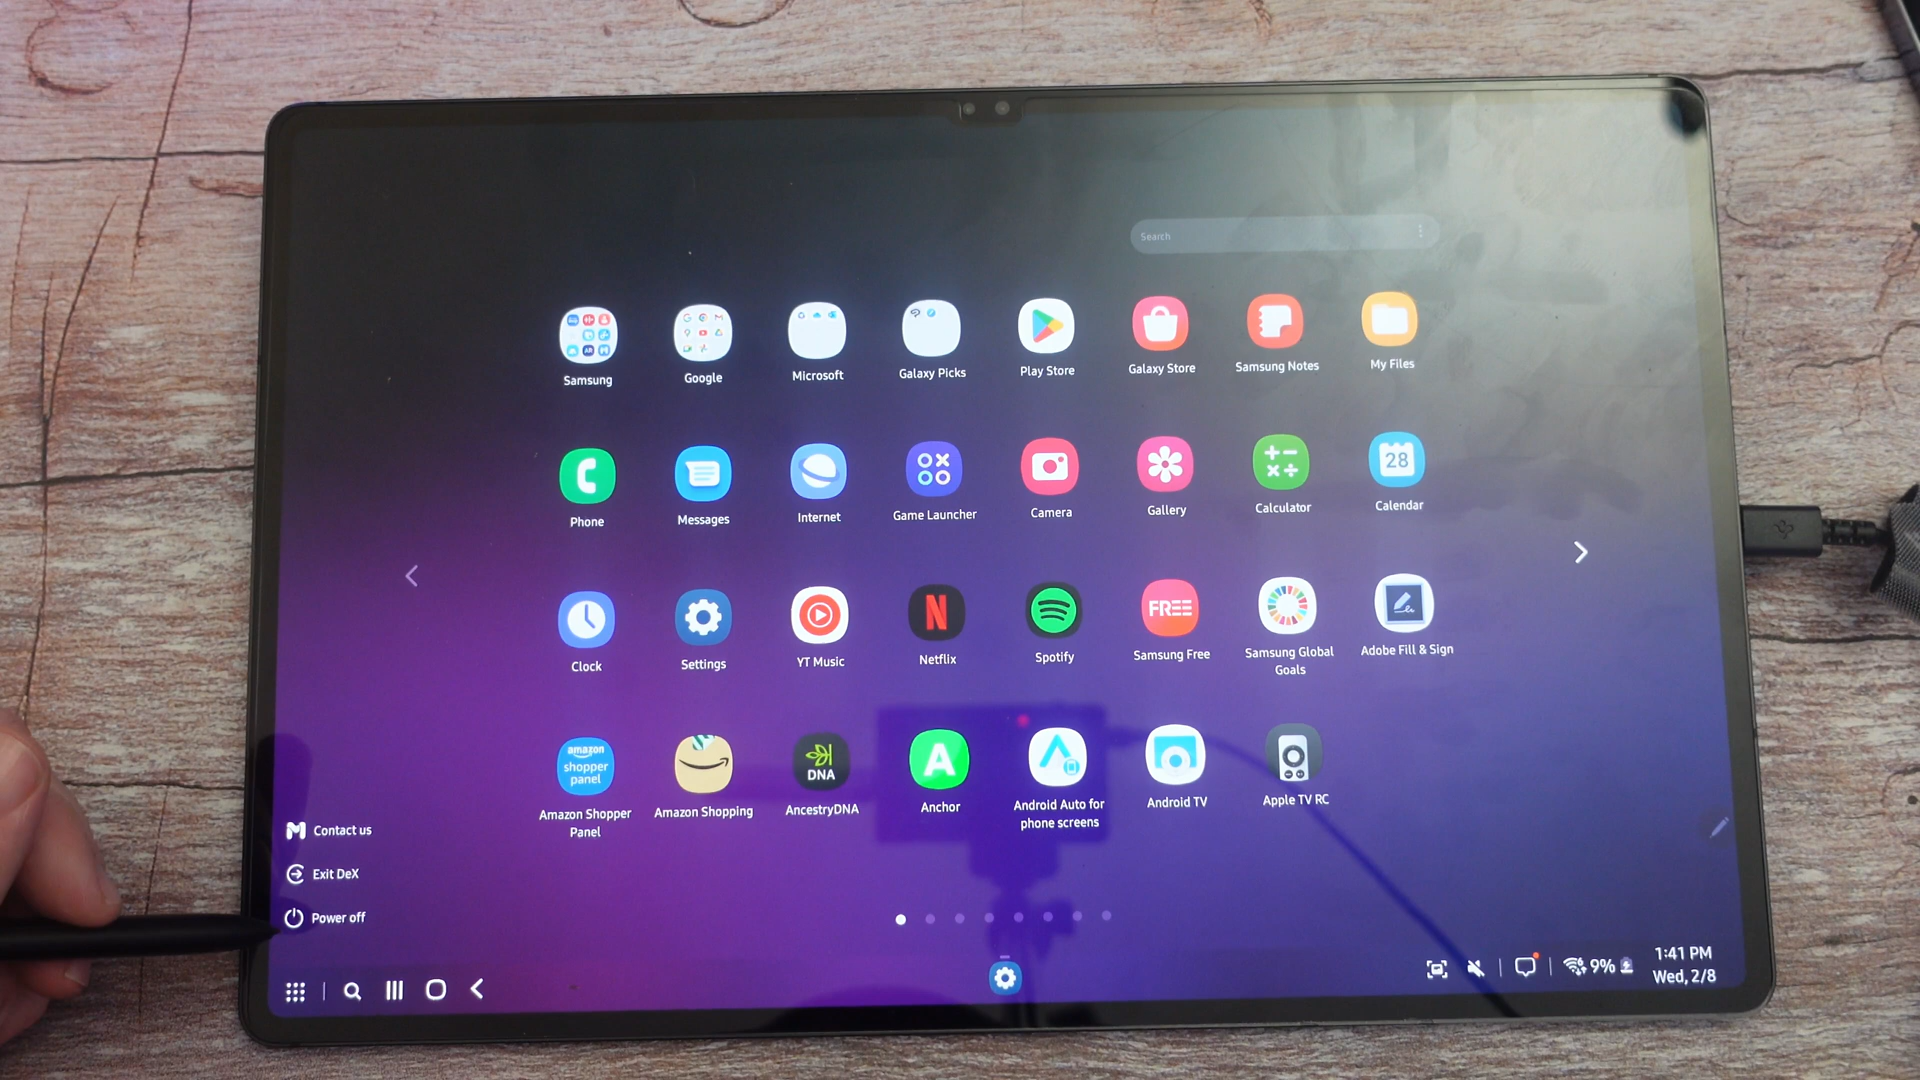 Search
Samsung
Google
Microsoft
Galaxy Picks
Play Store
Galaxy Store
Samsung Notes
My Files
Phone
Messages
Internet
Game Launcher
Camera
Gallery
Calculator
28
Calendar
Clock
Settings
YT Music
N
Netflix
Spotify
FREE
Samsung Free
Samsung Global
Goals
Adobe Fill & Sign
amazon
shopper
panel
Amazon Shopper
Panel
Amazon Shopping
DNA
AncestryDNA
A
Anchor
Android Auto for
phone screens
Android TV
Apple TV RC
Contact us
Exit DeX
Power off
9%
1:41 PM
Wed, 2/8